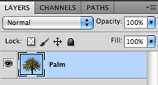 LAYERS CHANNELS PATHS
Normal Opacity: 100%
Lock: Fill: 100%
Palm